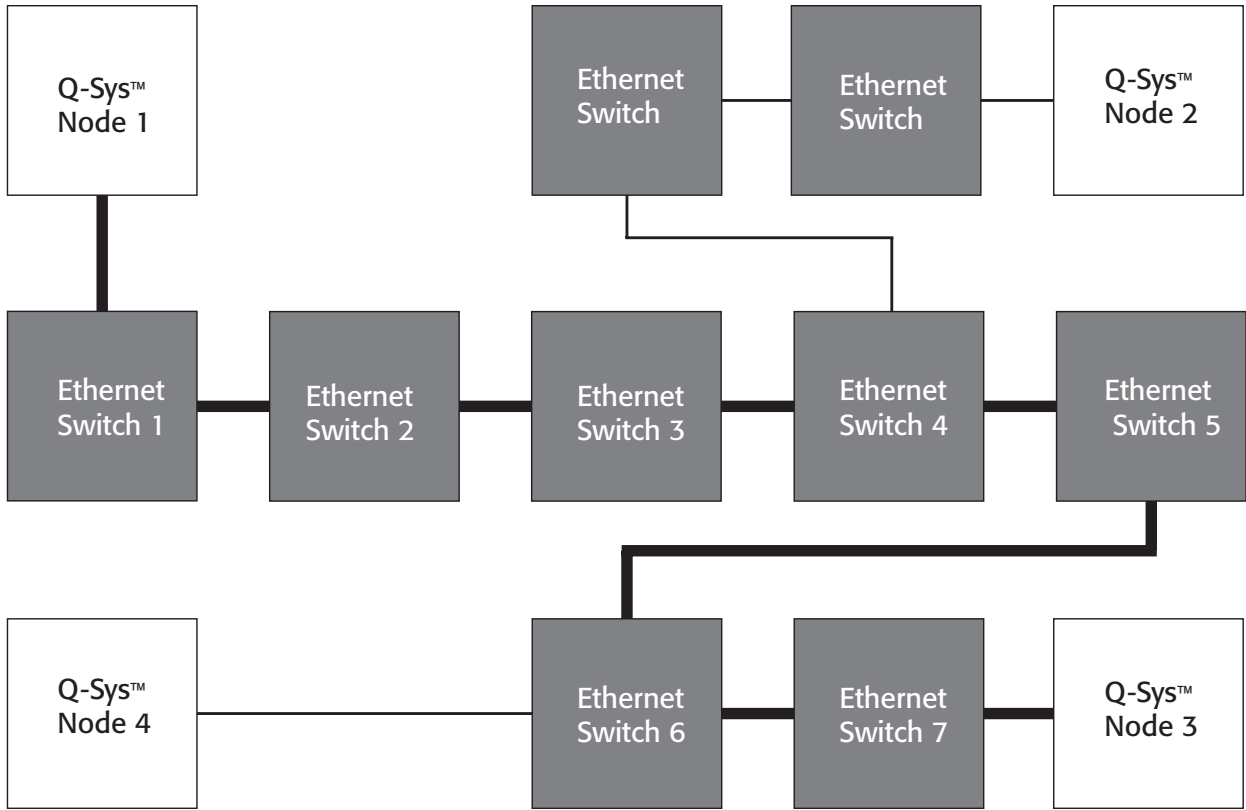 Q-Sys™
Node 1
Ethernet
Switch
Ethernet
Switch
Q-Sys™
Node 2
Ethernet
Switch 1
Ethernet
Switch 2
Ethernet
Switch 3
Ethernet
Switch 4
Ethernet
Switch 5
Q-Sys™
Node 4
Ethernet
Switch 6
Ethernet
Switch 7
Q-Sys™
Node 3